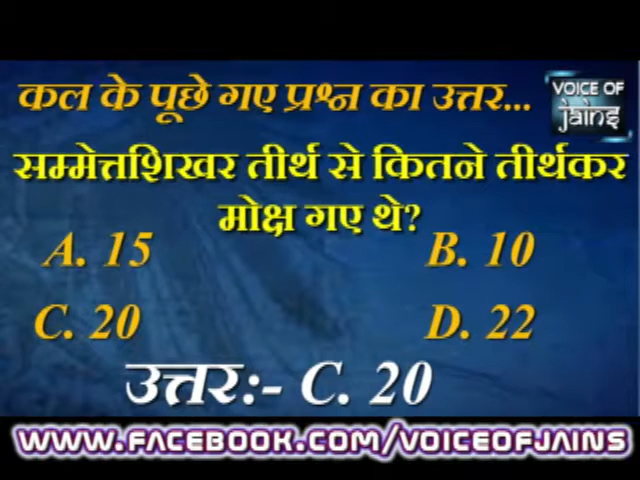 कल के पूछे गए प्रश्न का उत्तर...
VOICE OF
jains
सम्मेत्तशिखर तीर्थ से कितने तीर्थकर
मोक्ष गए थे?
A. 15
B. 10
C. 20
D. 22
उत्तर:- C. 20
WWW.FACEBOOK.COM/VOICEOFJAINS